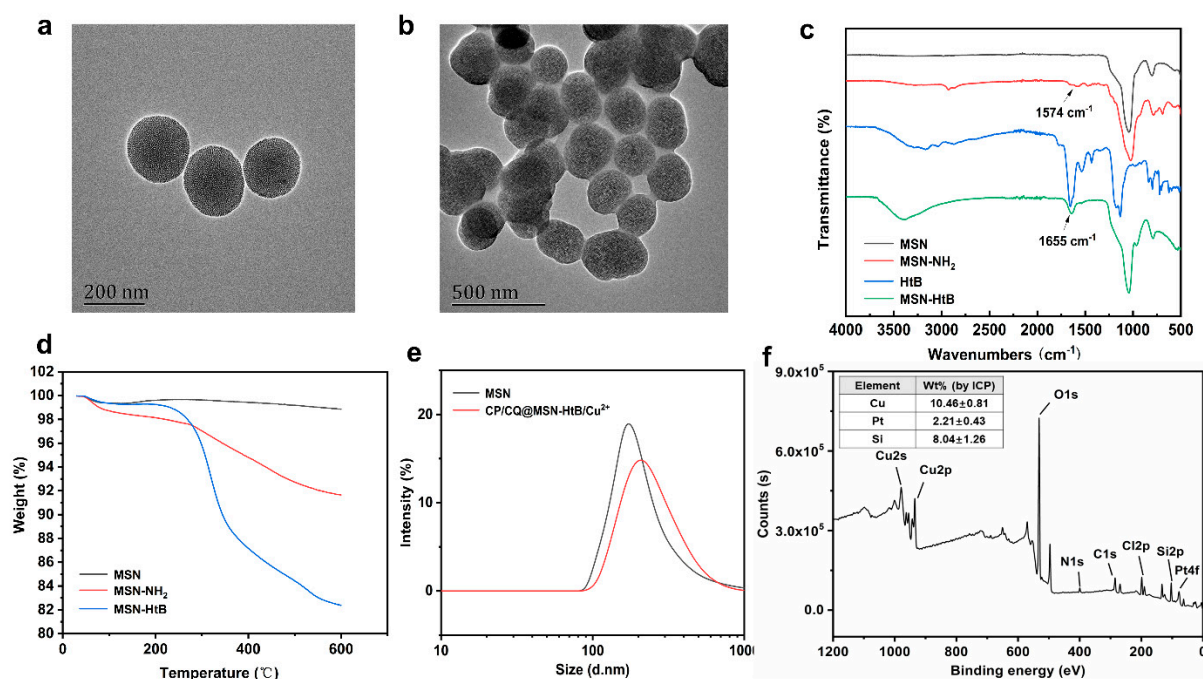 a
200 nm
b
500 nm
c
Transmittance (%)
1574 cm⁻¹
1655 cm⁻¹
MSN
MSN-NH₂
HtB
MSN-HtB
4000 3500 3000 2500 2000 1500 1000 500
Wavenumbers (cm⁻¹)
d
Weight (%)
102
100
98
96
94
92
90
88
86
84
82
80
MSN
MSN-NH₂
MSN-HtB
0 200 400 600
Temperature (℃)
e
Intensity (%)
20
10
0
MSN
CP/CQ@MSN-HtB/Cu²⁺
10 100 1000
Size (d.nm)
f
Counts (s)
9.0x10⁵
6.0x10⁵
3.0x10⁵
0.0
Element Wt% (by ICP)
Cu 10.46±0.81
Pt 2.21±0.43
Si 8.04±1.26
O1s
Cu2s
Cu2p
N1s
C1s
Cl2p
Si2p
Pt4f
1200 1000 800 600 400 200 0
Binding energy (eV)